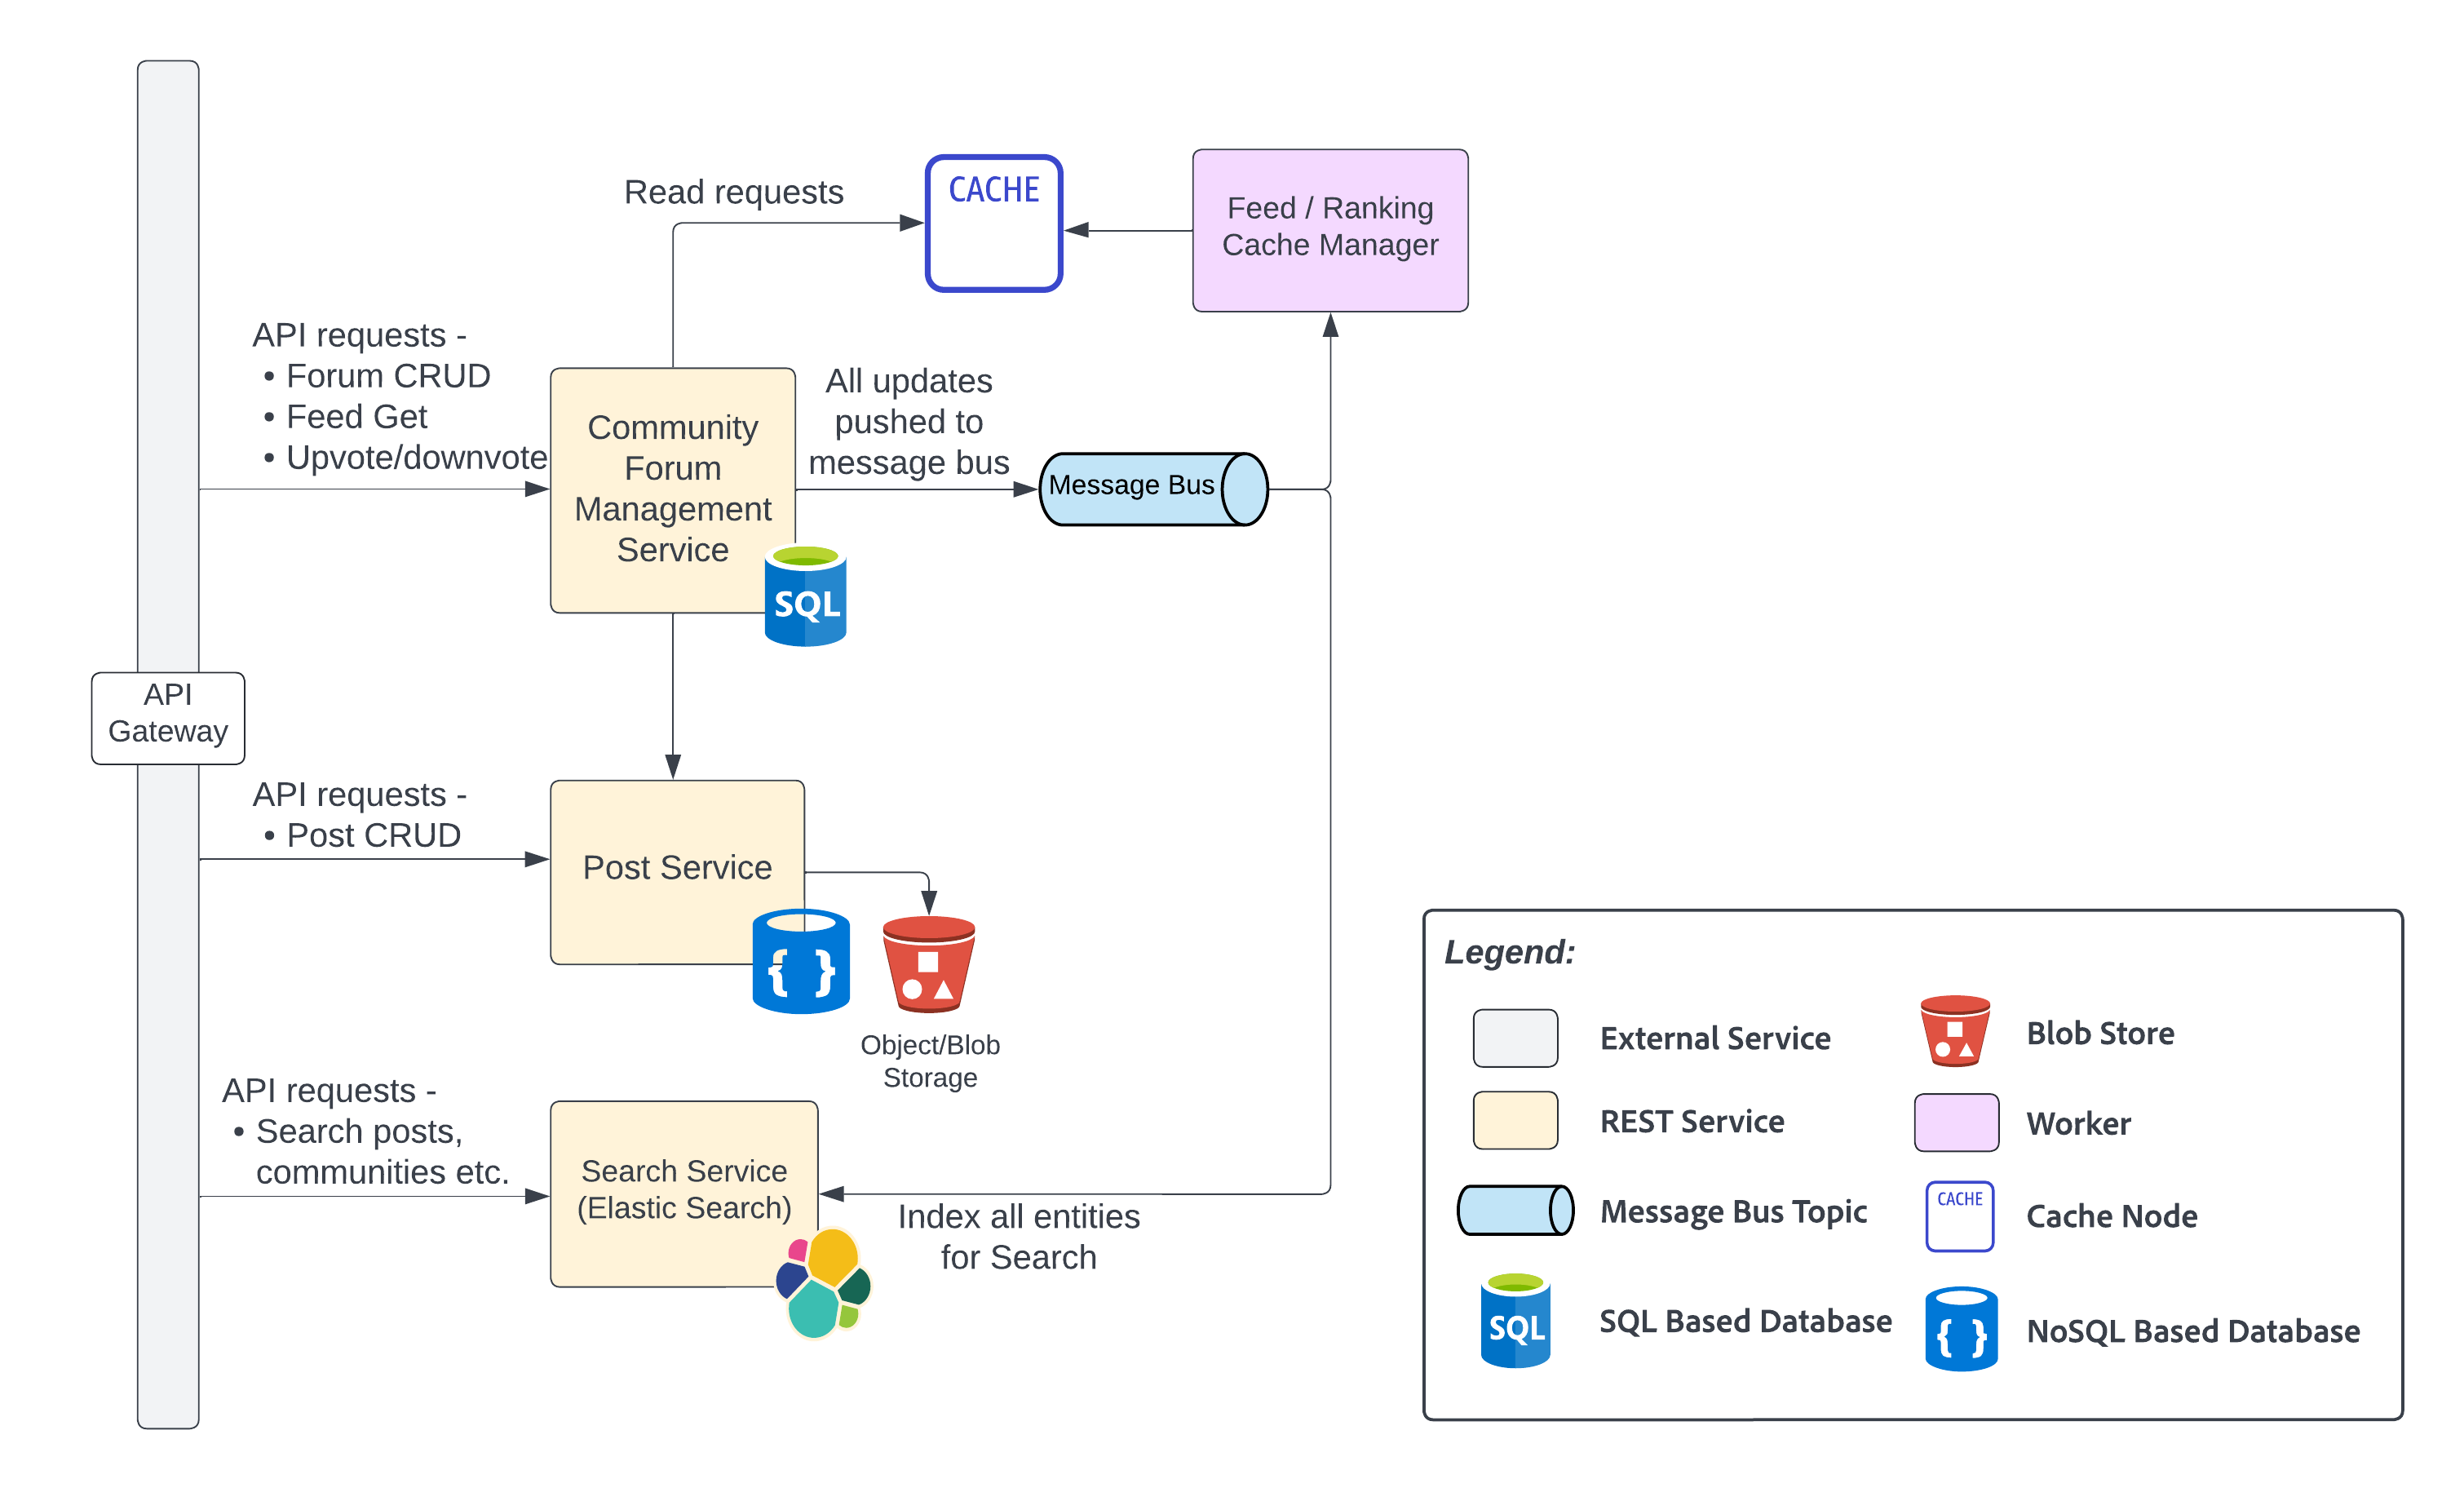 Read requests
CACHE
Feed / Ranking
Cache Manager
API requests -
• Forum CRUD
• Feed Get
• Upvote/downvote
Community
Forum
Management
Service
SQL
All updates
pushed to
message bus
Message Bus
API
Gateway
API requests -
• Post CRUD
Post Service
{ }
Object/Blob
Storage
API requests -
• Search posts,
communities etc.
Search Service
(Elastic Search)
Index all entities
for Search
Legend:
External Service
Blob Store
REST Service
Worker
Message Bus Topic
CACHE
Cache Node
SQL
SQL Based Database
{ }
NoSQL Based Database